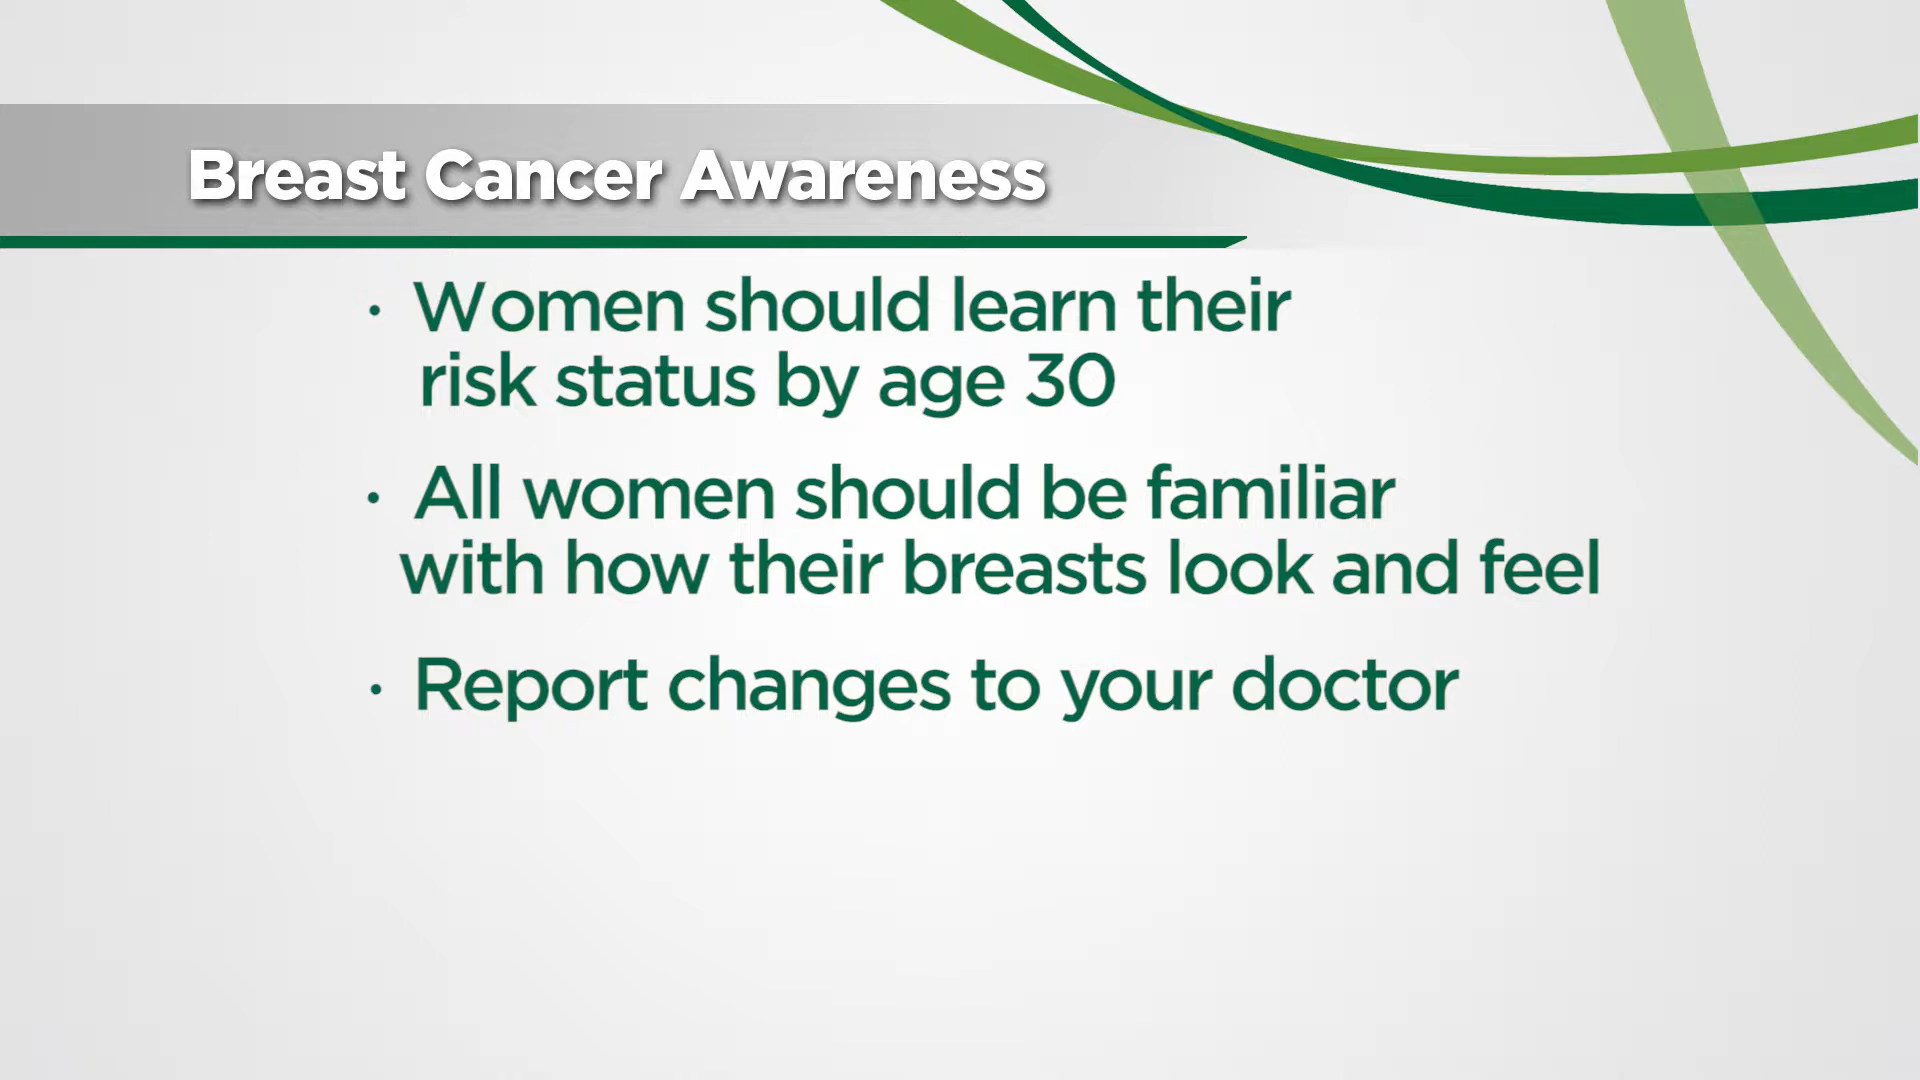 Breast Cancer Awareness
· Women should learn their
risk status by age 30
· All women should be familiar
with how their breasts look and feel
· Report changes to your doctor